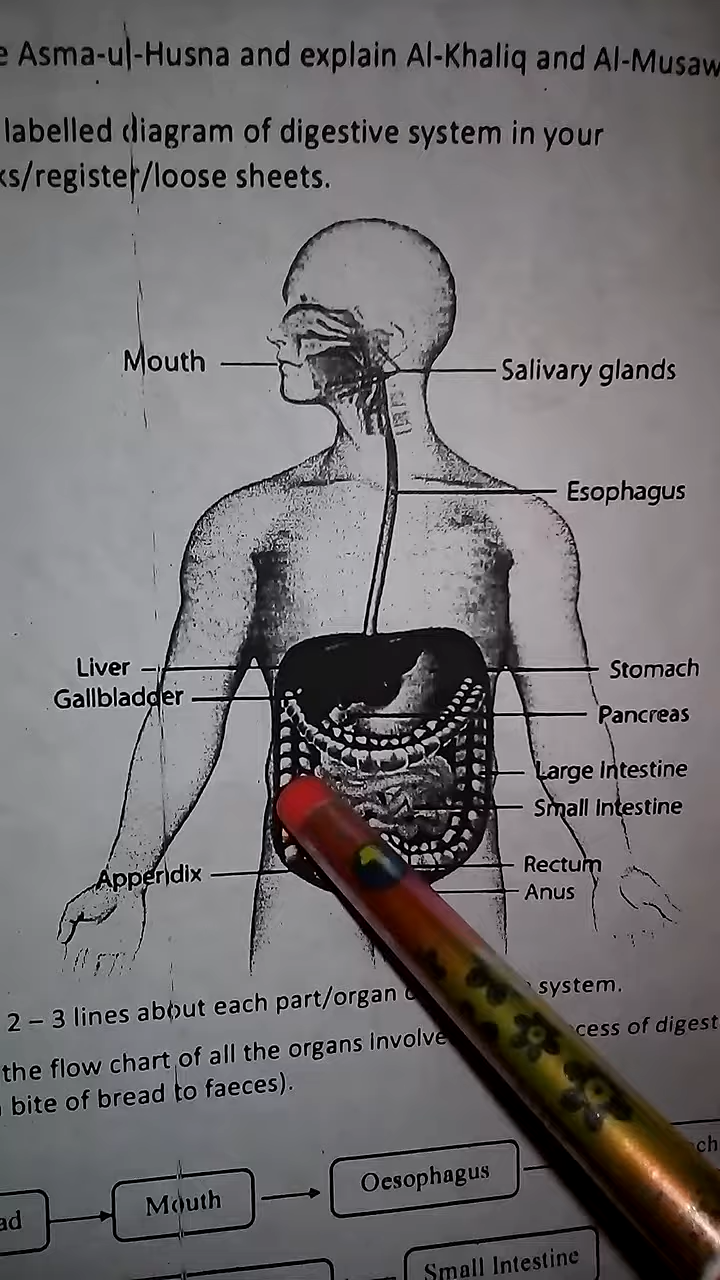 Asma-ul-Husna and explain Al-Khaliq and Al-Musaw
labelled diagram of digestive system in your
/register/loose sheets.
Mouth
Salivary glands
Esophagus
Liver
Stomach
Gallbladder
Pancreas
Large Intestine
Small Intestine
Rectum
Appendix
Anus
2 – 3 lines about each part/organ system.
the flow chart of all the organs involve cess of digest
bite of bread to faeces).
Mouth
Oesophagus
Small Intestine